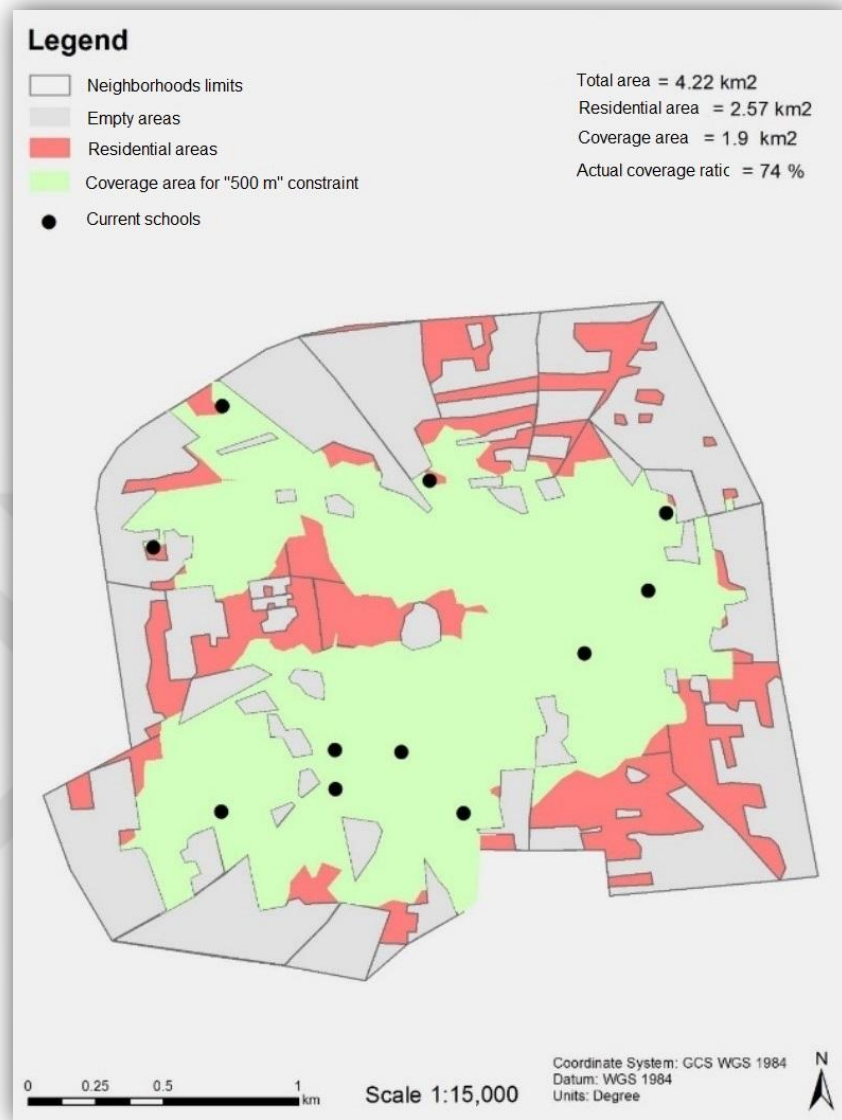 Legend
Neighborhoods limits
Empty areas
Residential areas
Coverage area for "500 m" constraint
Current schools
Total area = 4.22 km2
Residential area = 2.57 km2
Coverage area = 1.9 km2
Actual coverage ratic = 74 %
0 0.25 0.5 1
km
Scale 1:15,000
Coordinate System: GCS WGS 1984
Datum: WGS 1984
Units: Degree
N